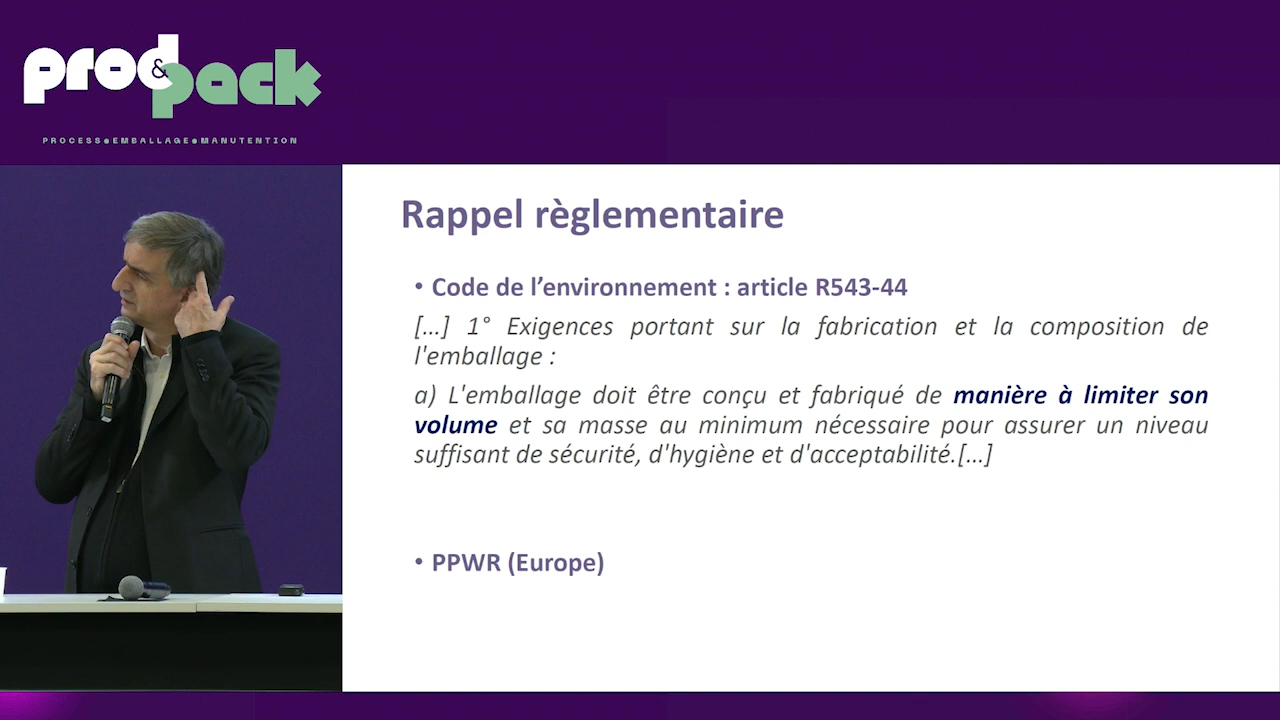 prod&pack
PROCESS●EMBALLAGE●MANUTENTION
Rappel règlementaire
• Code de l’environnement : article R543-44
[…] 1° Exigences portant sur la fabrication et la composition de
l'emballage :
a) L'emballage doit être conçu et fabriqué de manière à limiter son
volume et sa masse au minimum nécessaire pour assurer un niveau
suffisant de sécurité, d'hygiène et d'acceptabilité.[…]
• PPWR (Europe)